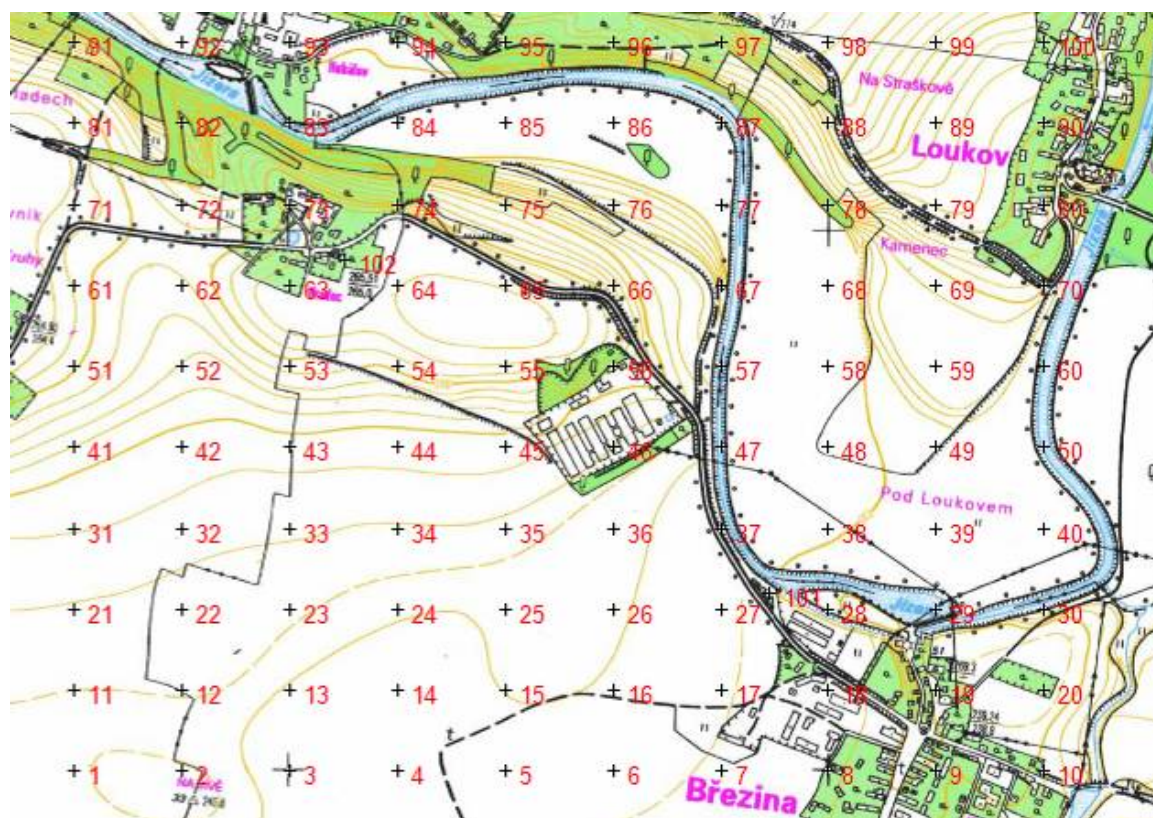 91 92 93 94 95 96 97 98 99 100
Jizera
Na Straškově
ladech
81 82 83 84 85 86 87 88 89 90
Loukov
71 72 73 74 75 76 77 78 79 80
vník
Jizera
Kamenec
102
Kruhy
61 62 63 64 65 66 67 68 69 70
51 52 53 54 55 56 57 58 59 60
41 42 43 44 45 46 47 48 49 50
Pod Loukovem
31 32 33 34 35 36 37 38 39 40
101
Jizera
21 22 23 24 25 26 27 28 29 30
11 12 13 14 15 16 17 18 19 20
1 2 3 4 5 6 7 8 9 10
Březina